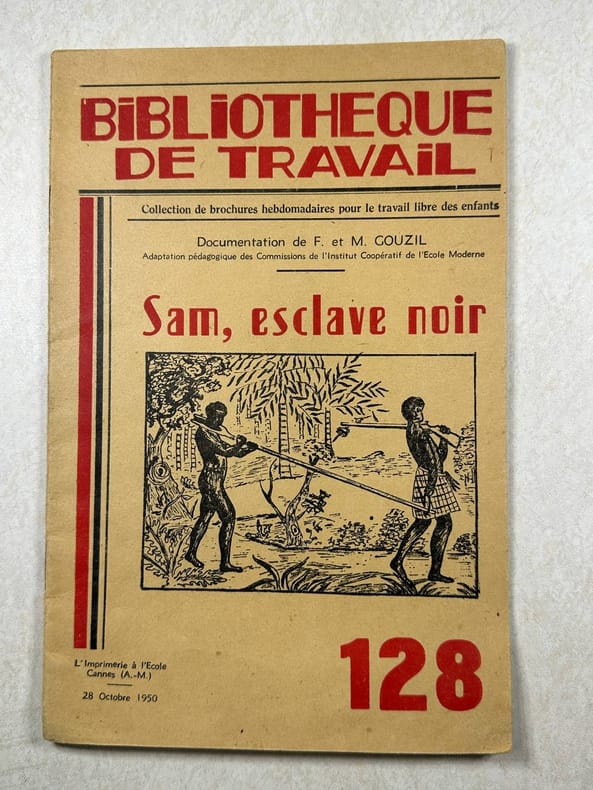 BiBLiOTHEQUE
DE TRAVAiL
Collection de brochures hebdomadaires pour le travail libre des enfants
Documentation de F. et M. GOUZIL
Adaptation pédagogique des Commissions de l'Institut Coopératif de l'Ecole Moderne
Sam, esclave noir
L'Imprimerie à l'Ecole
Cannes (A.-M.)
28 Octobre 1950
128